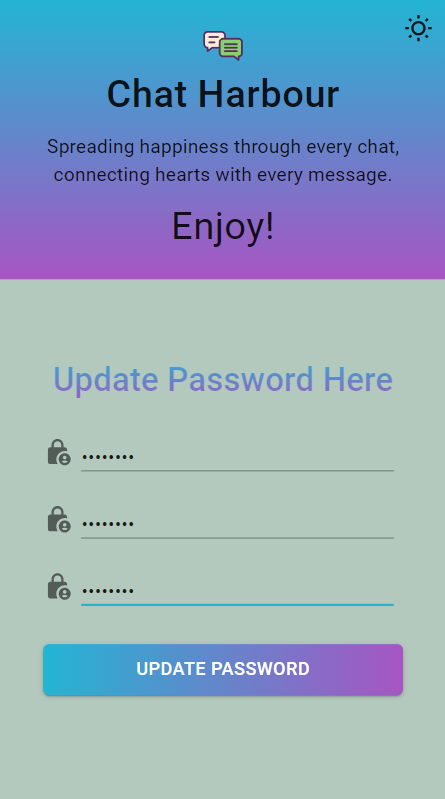 Chat Harbour
Spreading happiness through every chat,
connecting hearts with every message.
Enjoy!
Update Password Here
••••••••
••••••••
••••••••
UPDATE PASSWORD